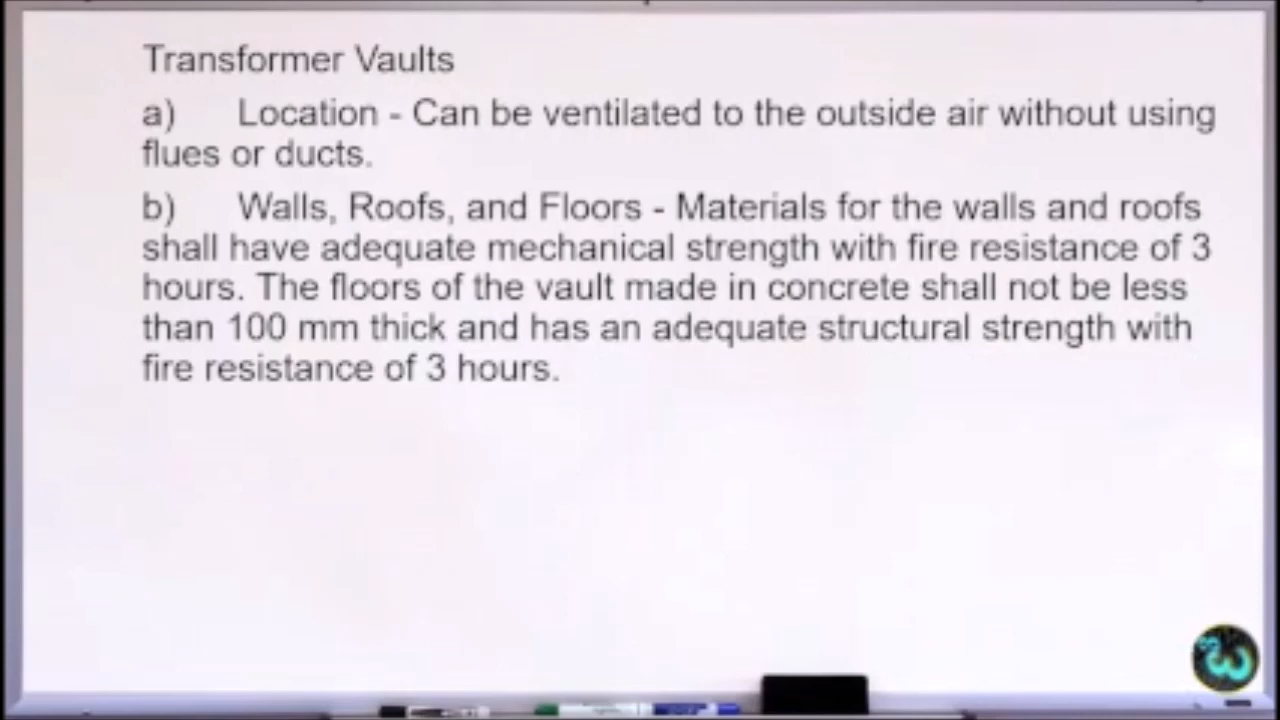 Transformer Vaults
a) Location - Can be ventilated to the outside air without using
flues or ducts.
b) Walls, Roofs, and Floors - Materials for the walls and roofs
shall have adequate mechanical strength with fire resistance of 3
hours. The floors of the vault made in concrete shall not be less
than 100 mm thick and has an adequate structural strength with
fire resistance of 3 hours.